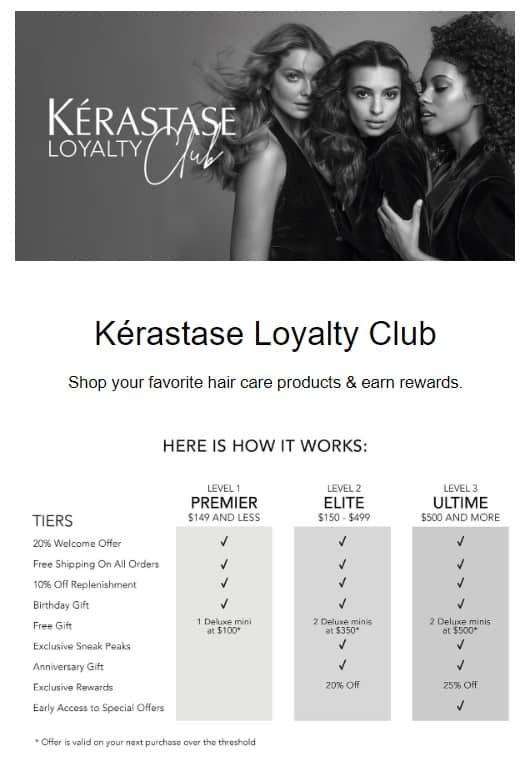 KÉRASTASE
LOYALTY Club
Kérastase Loyalty Club
Shop your favorite hair care products & earn rewards.
HERE IS HOW IT WORKS:
LEVEL 1 LEVEL 2 LEVEL 3
PREMIER ELITE ULTIME
TIERS $149 AND LESS $150 - $499 $500 AND MORE
20% Welcome Offer ✓ ✓ ✓
Free Shipping On All Orders ✓ ✓ ✓
10% Off Replenishment ✓ ✓ ✓
Birthday Gift ✓ ✓ ✓
Free Gift 1 Deluxe mini at $100* 2 Deluxe minis at $350* 2 Deluxe minis at $500*
Exclusive Sneak Peaks ✓ ✓
Anniversary Gift ✓ ✓
Exclusive Rewards 20% Off 25% Off
Early Access to Special Offers ✓
* Offer is valid on your next purchase over the threshold